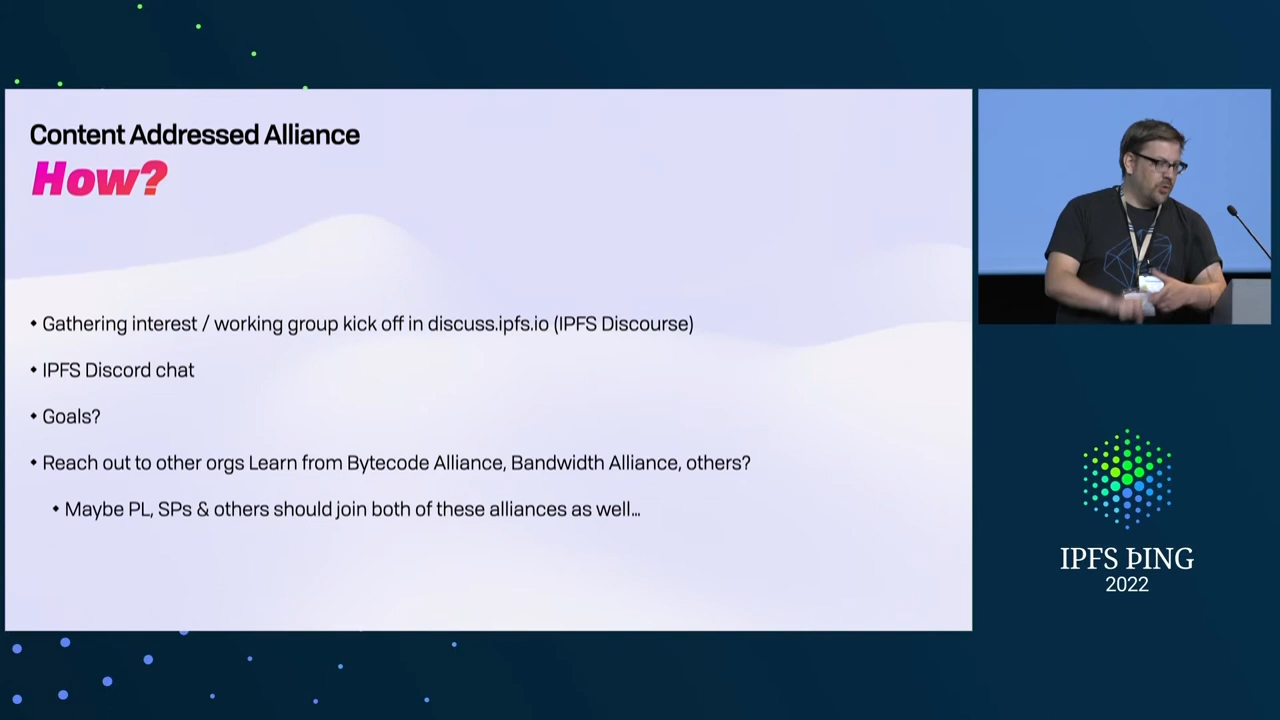 Content Addressed Alliance
How?
• Gathering interest / working group kick off in discuss.ipfs.io (IPFS Discourse)
• IPFS Discord chat
• Goals?
• Reach out to other orgs Learn from Bytecode Alliance, Bandwidth Alliance, others?
• Maybe PL, SPs & others should join both of these alliances as well...
IPFS ÞING
2022